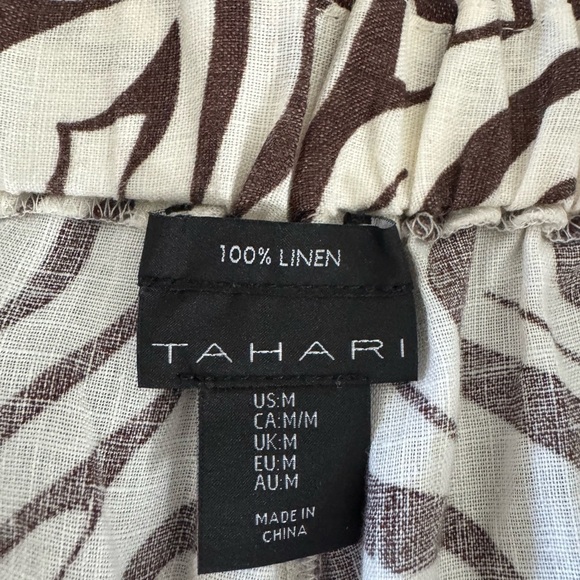 100% LINEN
TAHARI
US:M
CA:M/M
UK:M
EU:M
AU:M
MADE IN
CHINA